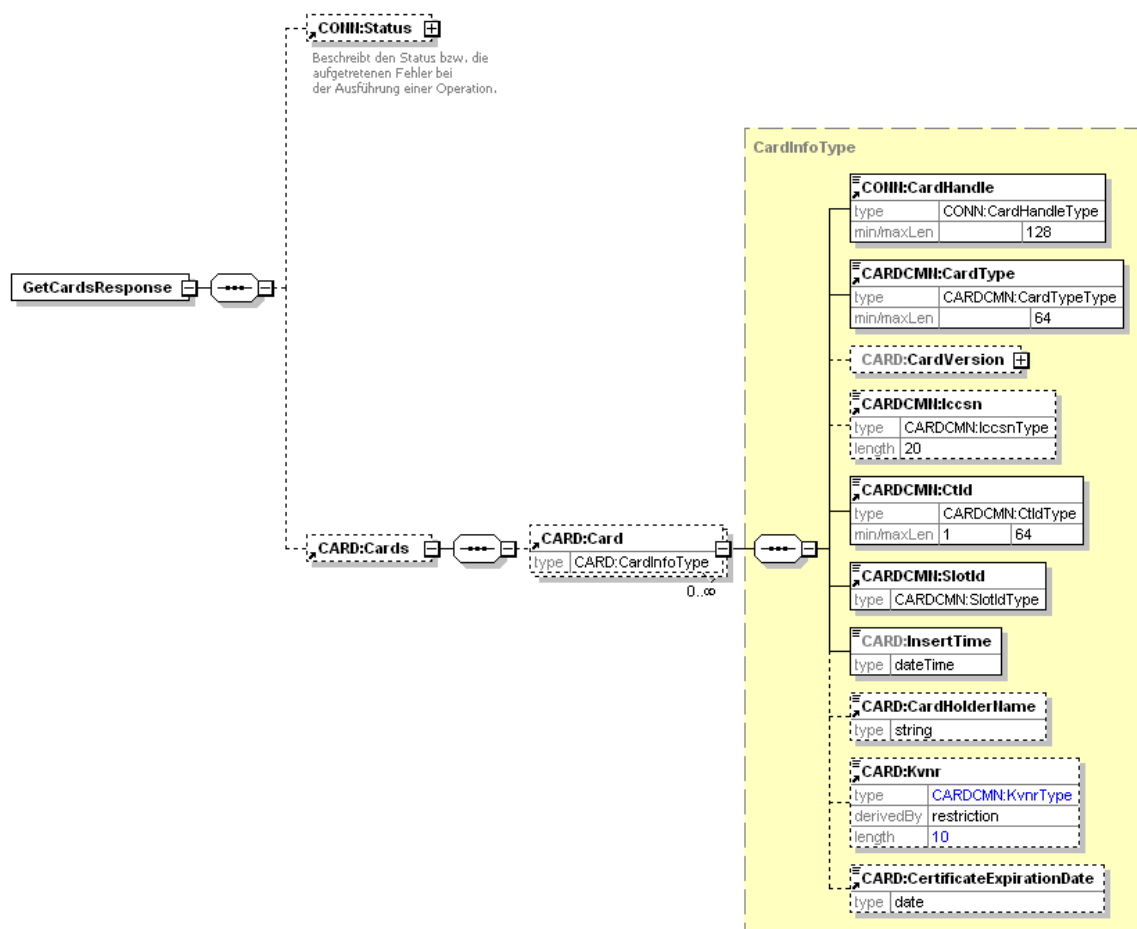 CONN:Status
Beschreibt den Status bzw. die
aufgetretenen Fehler bei
der Ausführung einer Operation.
GetCardsResponse
CARD:Cards
CARD:Card
type CARD:CardInfoType
0..∞
CardInfoType
CONN:CardHandle
type CONN:CardHandleType
min/maxLen 128
CARDCMN:CardType
type CARDCMN:CardTypeType
min/maxLen 64
CARD:CardVersion
CARDCMN:Iccsn
type CARDCMN:IccsnType
length 20
CARDCMN:CtId
type CARDCMN:CtIdType
min/maxLen 1 64
CARDCMN:SlotId
type CARDCMN:SlotIdType
CARD:InsertTime
type dateTime
CARD:CardHolderName
type string
CARD:Kvnr
type CARDCMN:KvnrType
derivedBy restriction
length 10
CARD:CertificateExpirationDate
type date